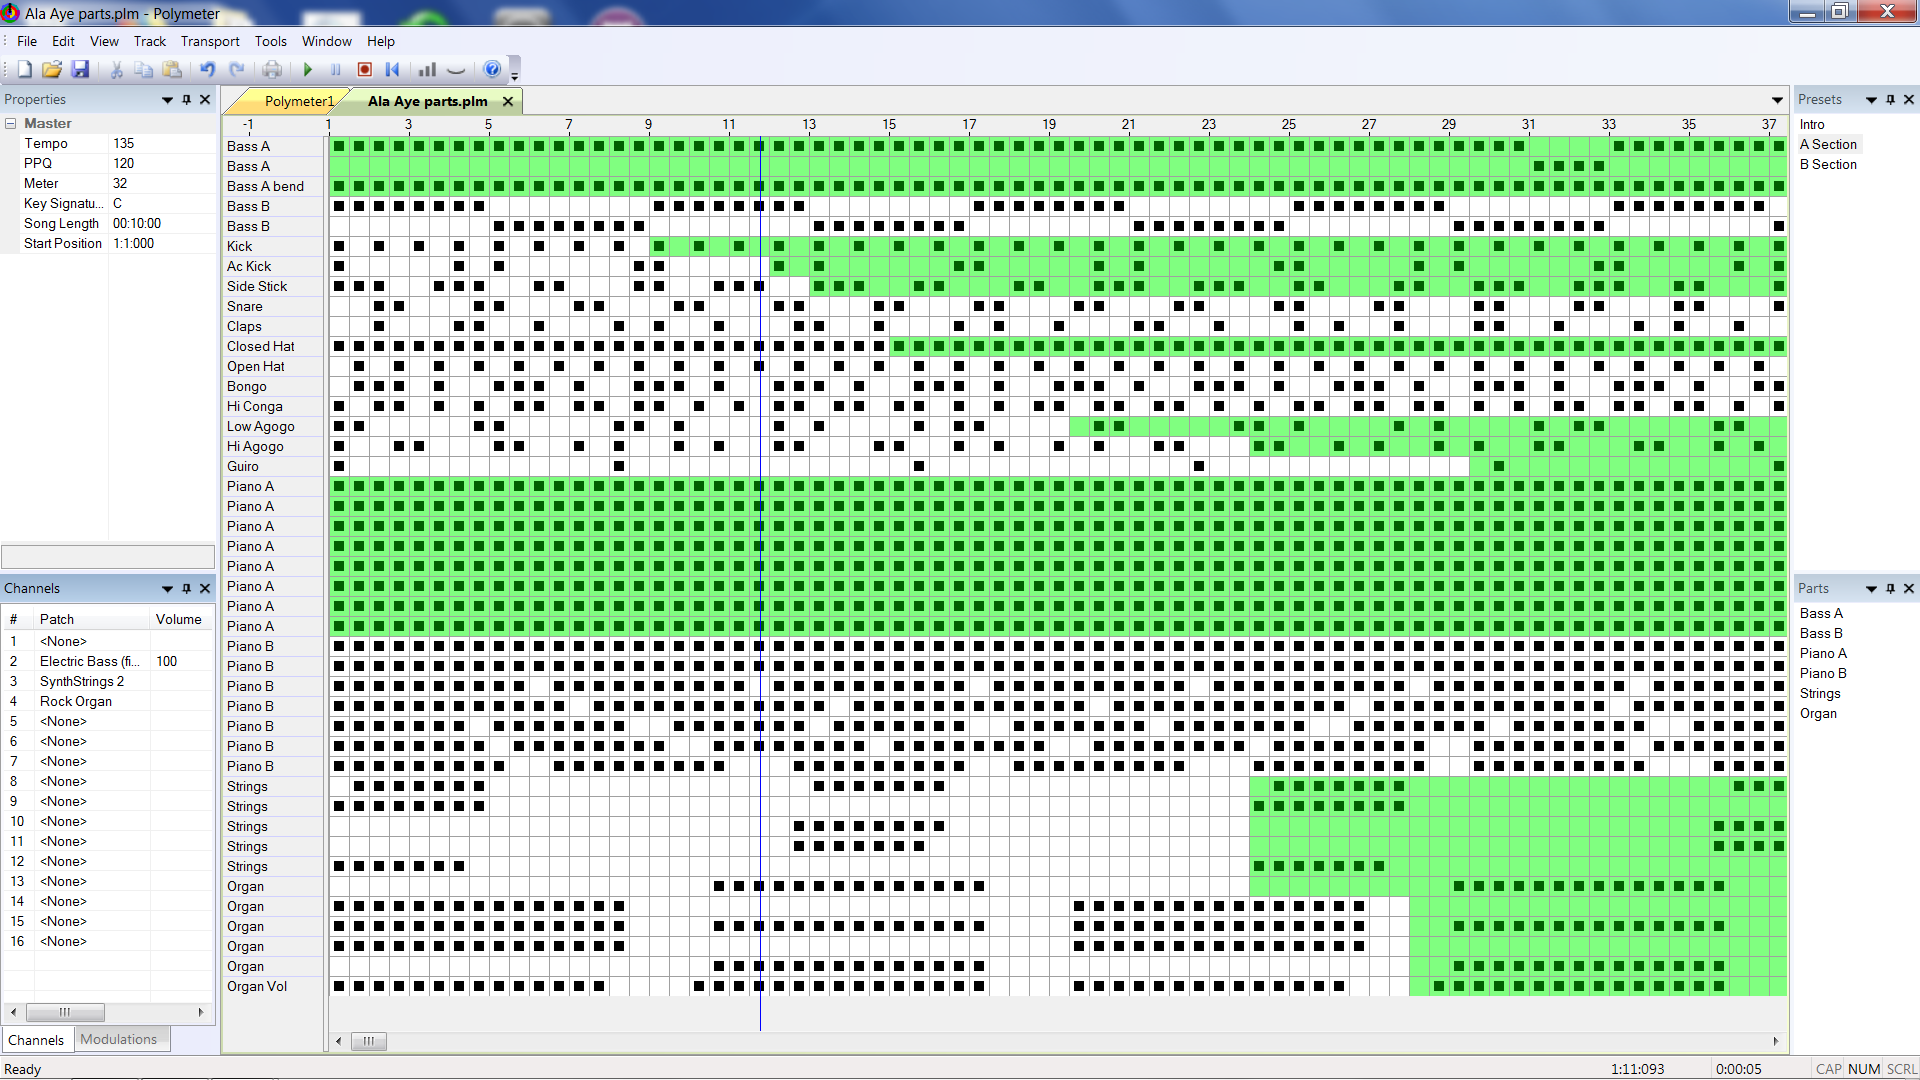 Ala Aye parts.plm - Polymeter
File Edit View Track Transport Tools Window Help
Properties
Master
Tempo 135
PPQ 120
Meter 32
Key Signatu... C
Song Length 00:10:00
Start Position 1:1:000
Channels
# Patch Volume
1 <None>
2 Electric Bass (fi... 100
3 SynthStrings 2
4 Rock Organ
5 <None>
6 <None>
7 <None>
8 <None>
9 <None>
10 <None>
11 <None>
12 <None>
13 <None>
14 <None>
15 <None>
16 <None>
Channels Modulations
Polymeter1 Ala Aye parts.plm
-1 1 3 5 7 9 11 13 15 17 19 21 23 25 27 29 31 33 35 37
Bass A
Bass A
Bass A bend
Bass B
Bass B
Kick
Ac Kick
Side Stick
Snare
Claps
Closed Hat
Open Hat
Bongo
Hi Conga
Low Agogo
Hi Agogo
Guiro
Piano A
Piano A
Piano A
Piano A
Piano A
Piano A
Piano A
Piano A
Piano B
Piano B
Piano B
Piano B
Piano B
Piano B
Piano B
Strings
Strings
Strings
Strings
Strings
Organ
Organ
Organ
Organ
Organ
Organ Vol
Presets
Intro
A Section
B Section
Parts
Bass A
Bass B
Piano A
Piano B
Strings
Organ
Ready 1:11:093 0:00:05 CAP NUM SCRL